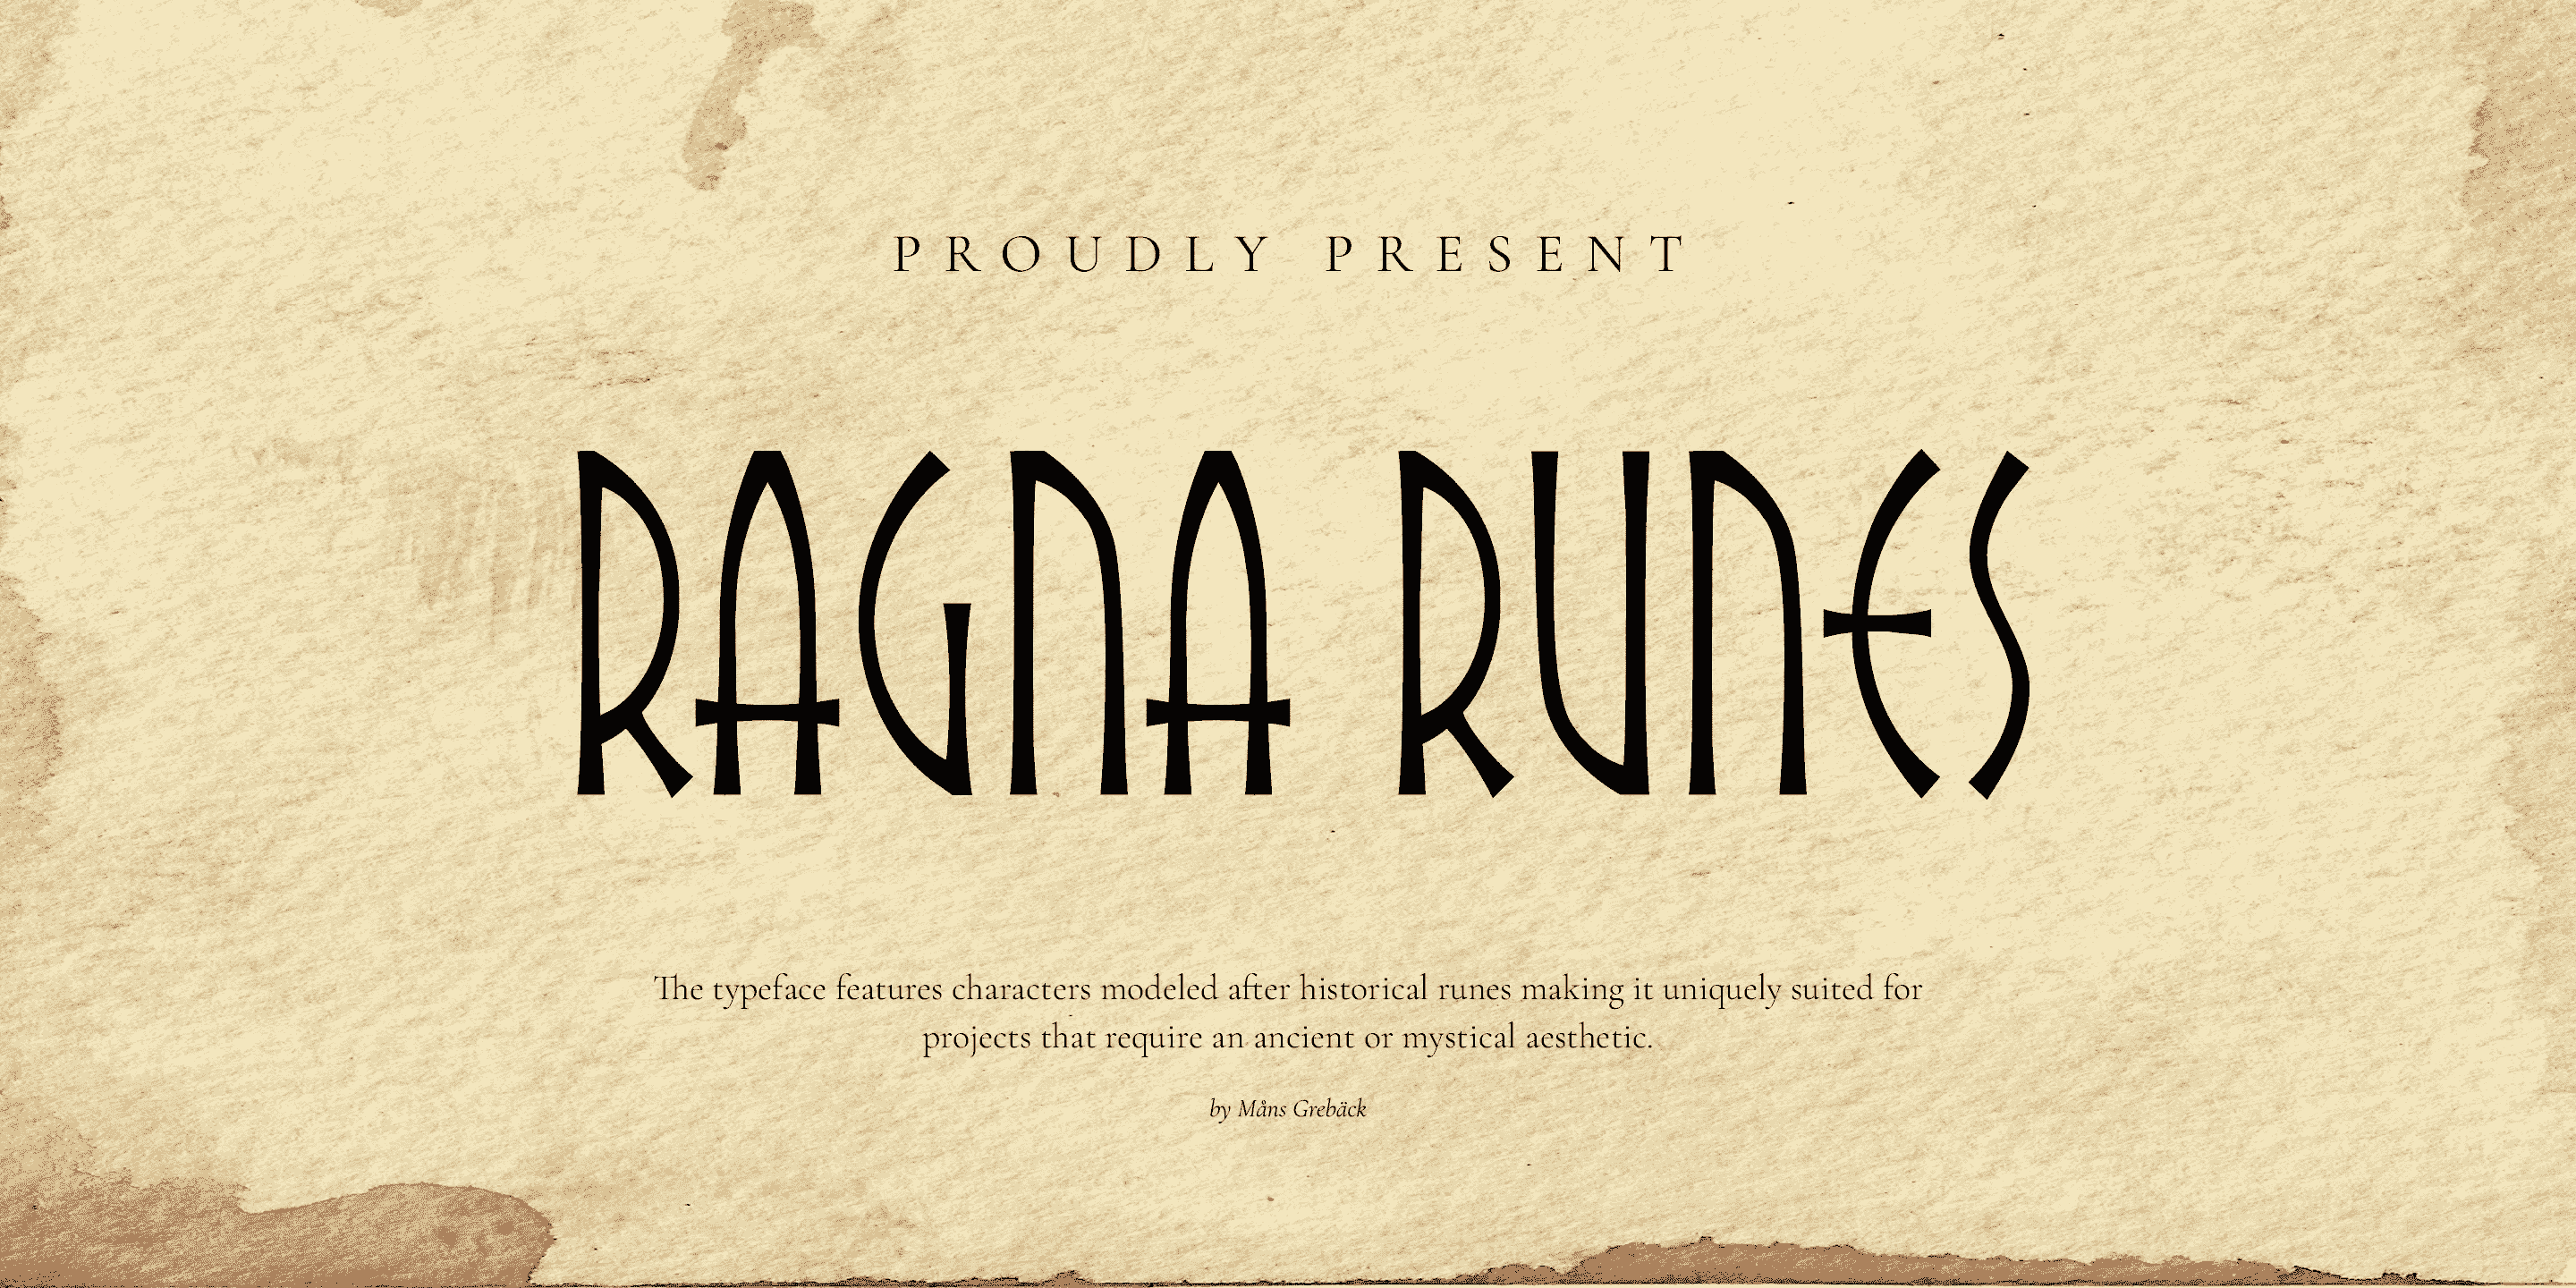 PROUDLY PRESENT
RAGNA RUNES
The typeface features characters modeled after historical runes making it uniquely suited for
projects that require an ancient or mystical aesthetic.
by Måns Grebäck